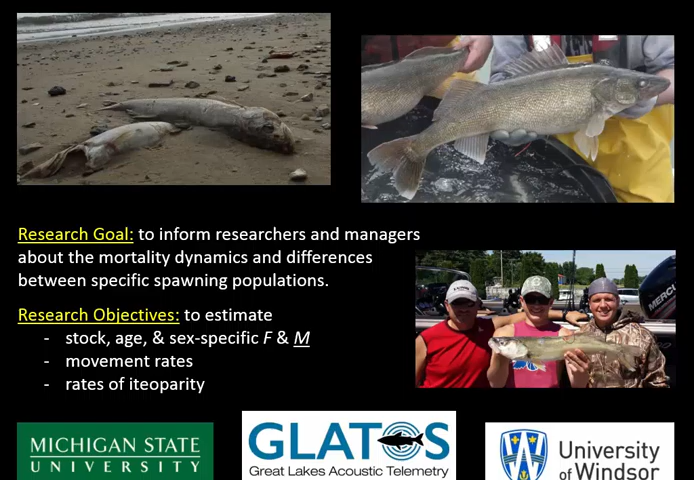 Research Goal: to inform researchers and managers
about the mortality dynamics and differences
between specific spawning populations.
Research Objectives: to estimate
- stock, age, & sex-specific F & M
- movement rates
- rates of iteoparity
MERCU
MICHIGAN STATE
UNIVERSITY
GLATOS
Great Lakes Acoustic Telemetry
University
of Windsor